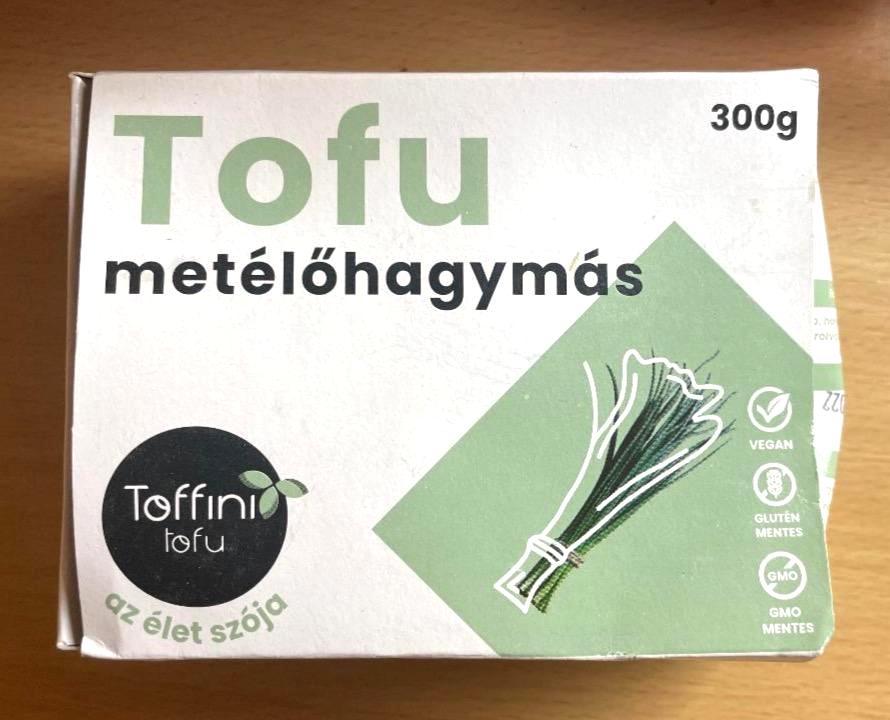 Tofu
300g
metélőhagymás
VEGAN
GLUTÉN
MENTES
GMO
GMO
MENTES
Toffini
tofu
az élet szója